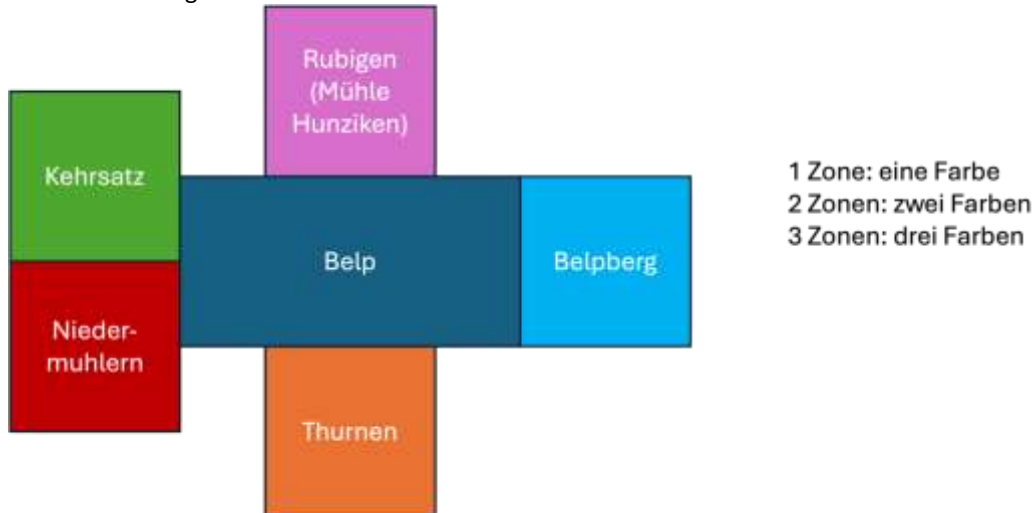 Rubigen
(Mühle
Hunziken)
Kehrsatz
Belp
Belpberg
Nieder-
muhlern
Thurnen
1 Zone: eine Farbe
2 Zonen: zwei Farben
3 Zonen: drei Farben